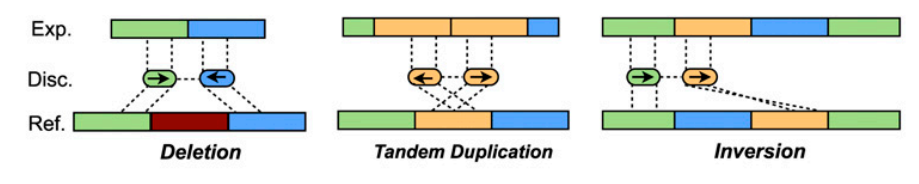 Exp.
Disc.
Ref.
Deletion
Tandem Duplication
Inversion